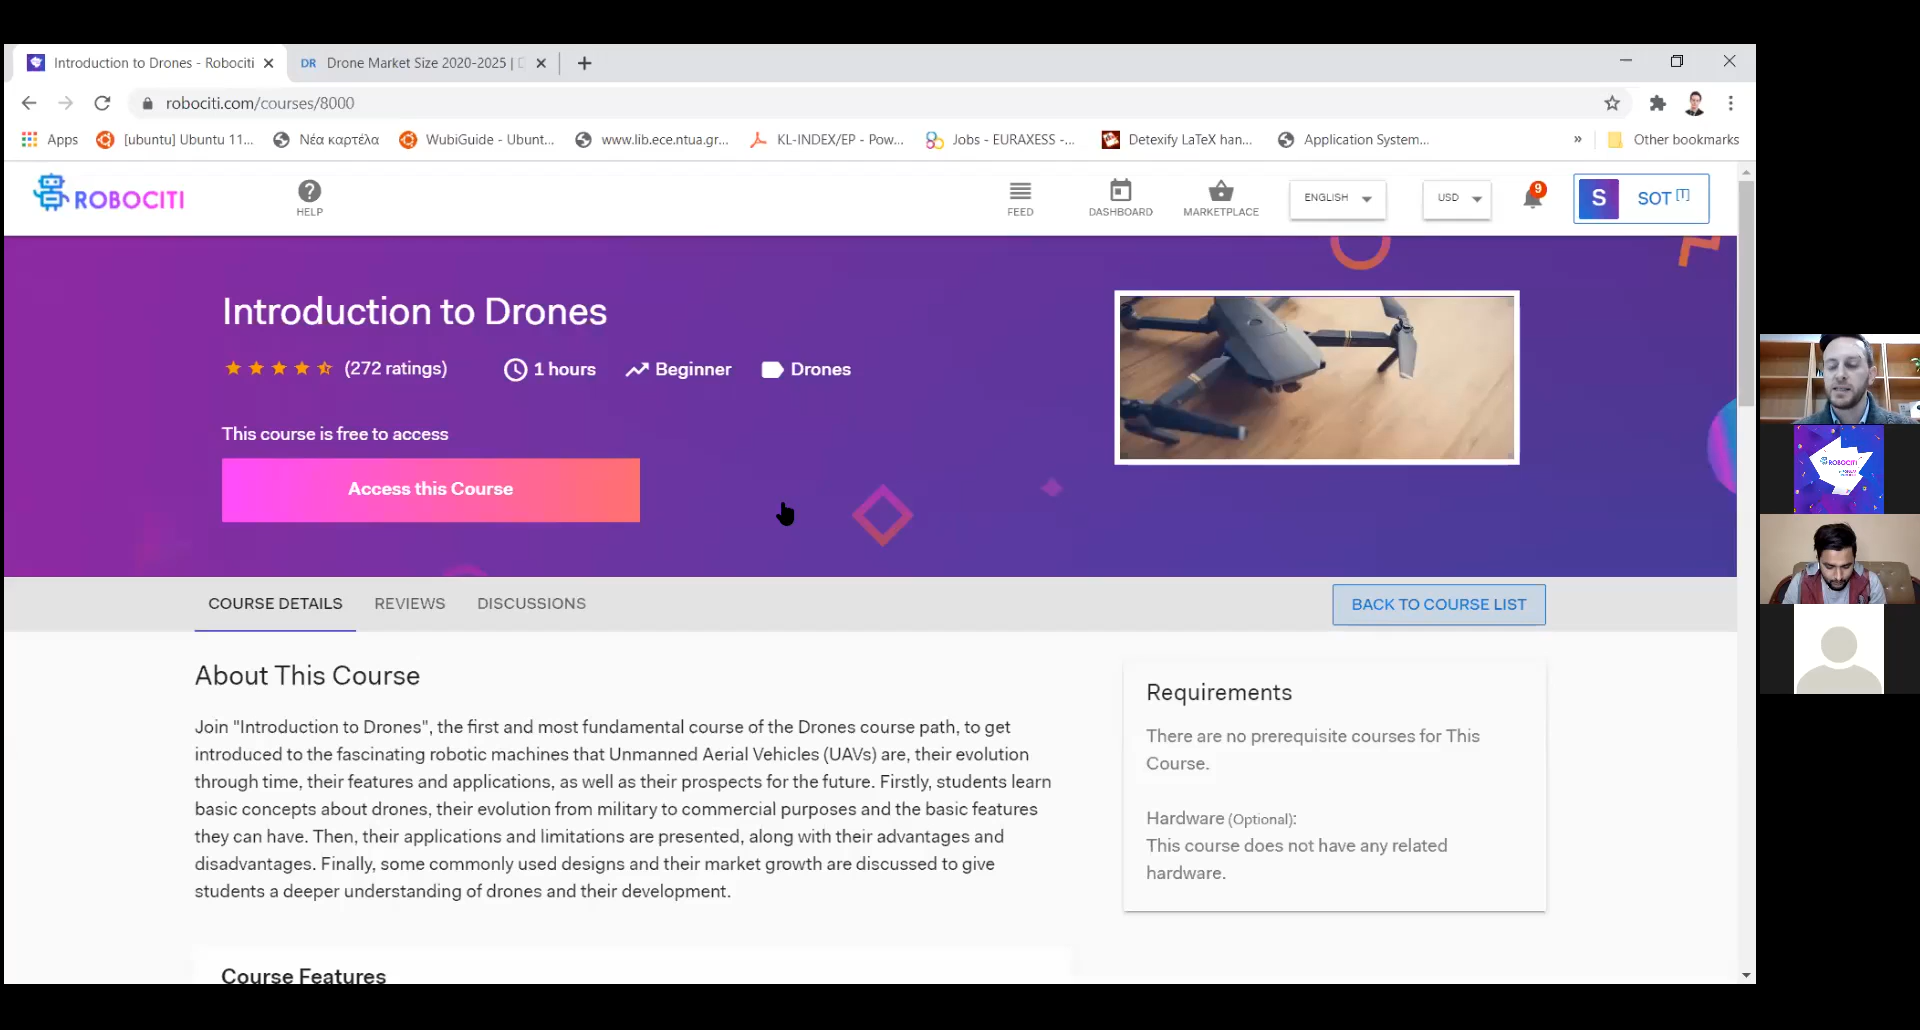 Introduction to Drones - Robociti
DR Drone Market Size 2020-2025 |
robociti.com/courses/8000
Apps
[ubuntu] Ubuntu 11...
Νέα καρτέλα
WubiGuide - Ubunt...
www.lib.ece.ntua.gr...
KL-INDEX/EP - Pow...
Jobs - EURAXESS -...
Detexify LaTeX han...
Application System...
»
Other bookmarks
ROBOCITI
HELP
FEED
DASHBOARD
MARKETPLACE
ENGLISH
USD
9
S
SOT [T]
Introduction to Drones
(272 ratings)
1 hours
Beginner
Drones
This course is free to access
Access this Course
COURSE DETAILS
REVIEWS
DISCUSSIONS
BACK TO COURSE LIST
About This Course
Join "Introduction to Drones", the first and most fundamental course of the Drones course path, to get
introduced to the fascinating robotic machines that Unmanned Aerial Vehicles (UAVs) are, their evolution
through time, their features and applications, as well as their prospects for the future. Firstly, students learn
basic concepts about drones, their evolution from military to commercial purposes and the basic features
they can have. Then, their applications and limitations are presented, along with their advantages and
disadvantages. Finally, some commonly used designs and their market growth are discussed to give
students a deeper understanding of drones and their development.
Requirements
There are no prerequisite courses for This
Course.
Hardware (Optional):
This course does not have any related
hardware.
Course Features
ROBOCITI